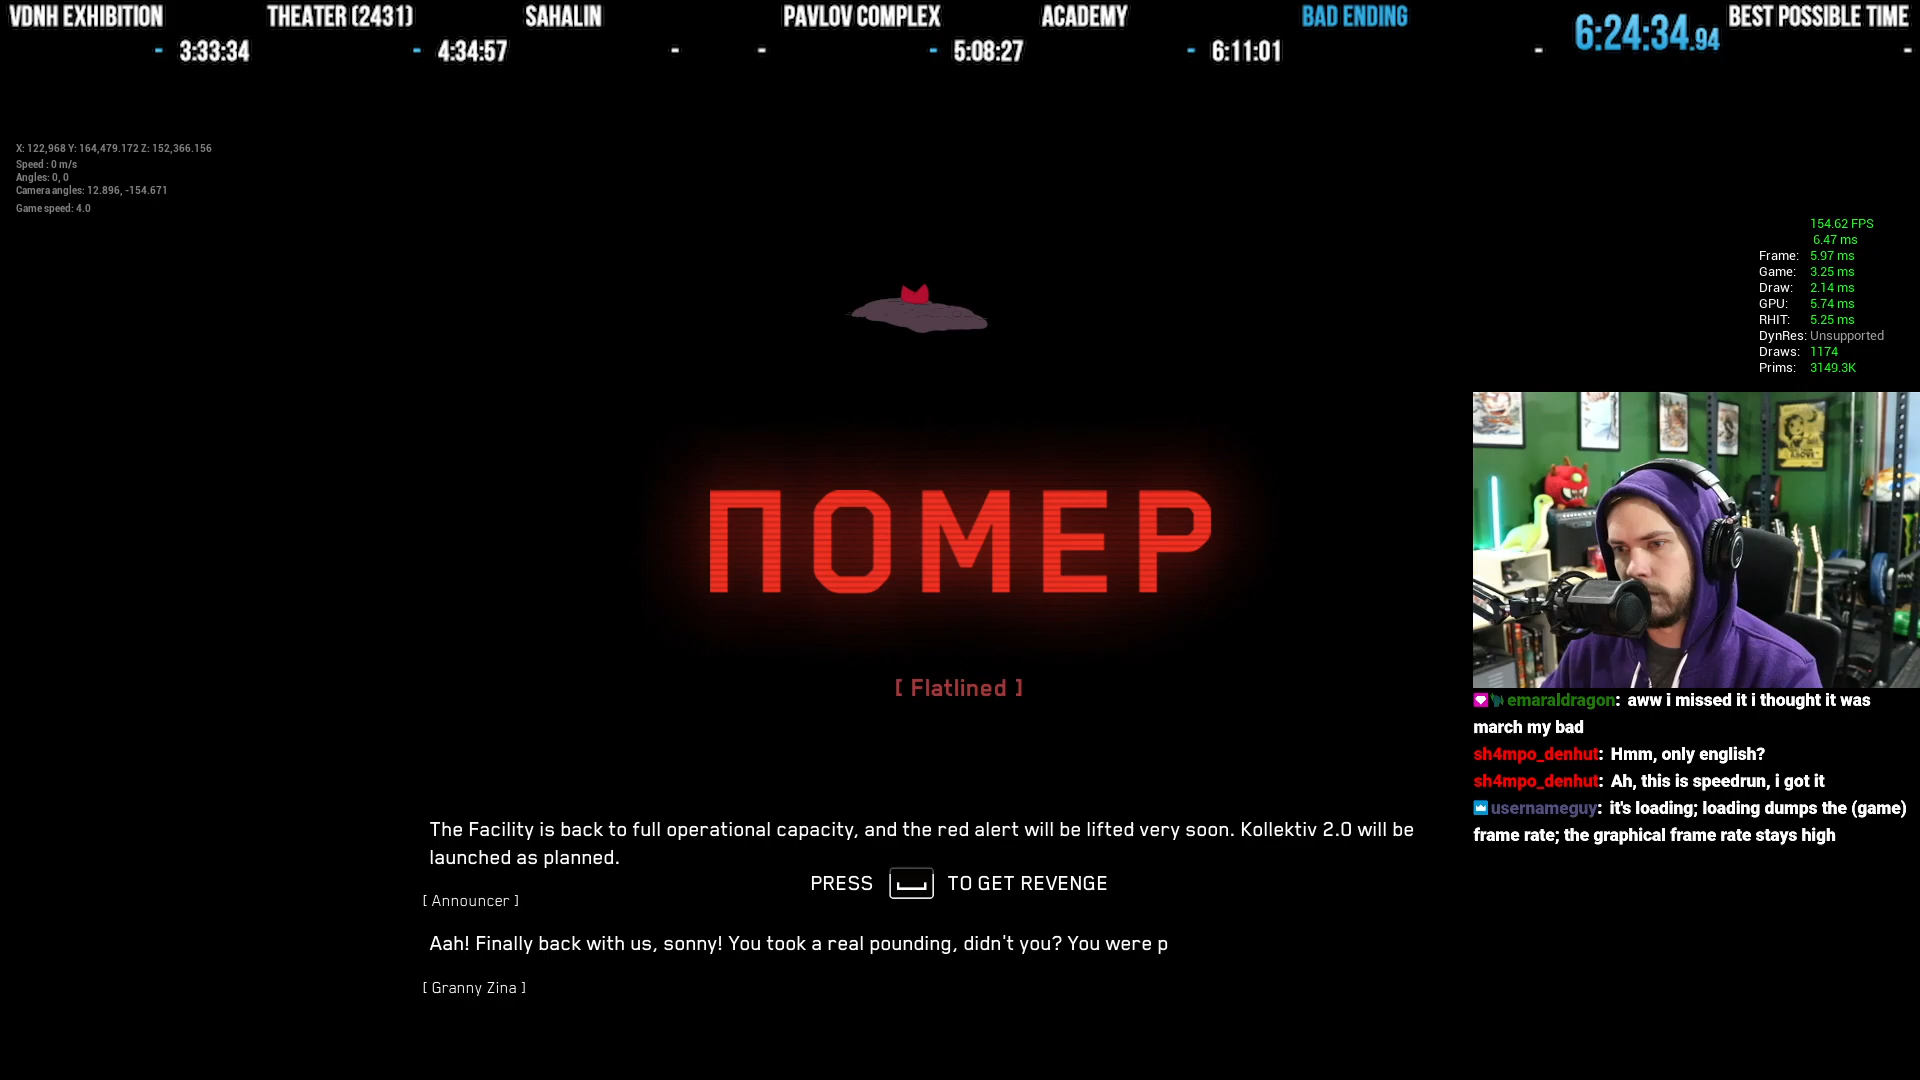 VDNH EXHIBITION THEATER (2431) SAHALIN PAVLOV COMPLEX ACADEMY BAD ENDING 6:24:34.94 BEST POSSIBLE TIME
- 3:33:34 - 4:34:57 - - - 5:08:27 - 6:11:01 - -
X: 122,968 Y: 164,479.172 Z: 152,366.156
Speed : 0 m/s
Angles: 0, 0
Camera angles: 12.896, -154.671
Game speed: 4.0
154.62 FPS
6.47 ms
Frame: 5.97 ms
Game: 3.25 ms
Draw: 2.14 ms
GPU: 5.74 ms
RHIT: 5.25 ms
DynRes: Unsupported
Draws: 1174
Prims: 3149.3K
ПОМЕР
[ Flatlined ]
emaraldragon: aww i missed it i thought it was
march my bad
sh4mpo_denhut: Hmm, only english?
sh4mpo_denhut: Ah, this is speedrun, i got it
usernameguy: it's loading; loading dumps the (game)
frame rate; the graphical frame rate stays high
The Facility is back to full operational capacity, and the red alert will be lifted very soon. Kollektiv 2.0 will be
launched as planned.
PRESS TO GET REVENGE
[ Announcer ]
Aah! Finally back with us, sonny! You took a real pounding, didn't you? You were p
[ Granny Zina ]